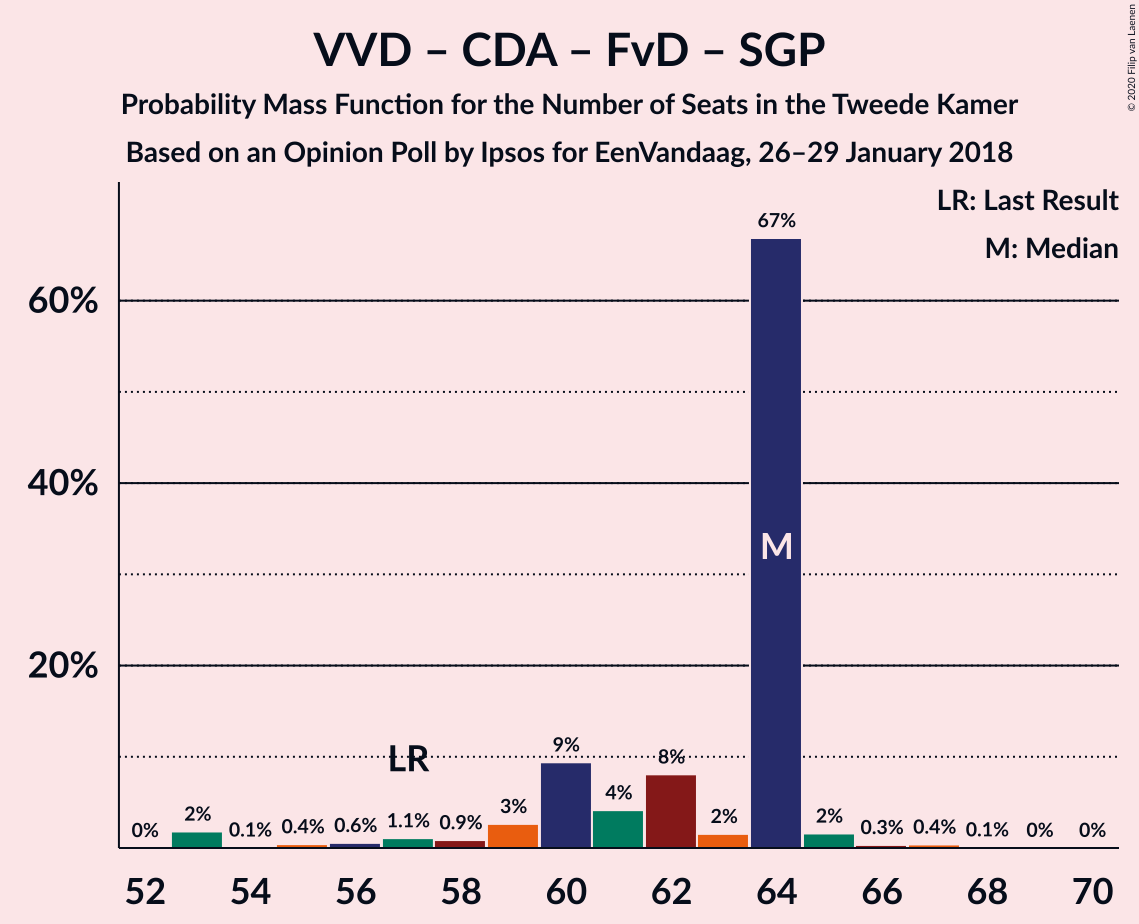 VVD – CDA – FvD – SGP
Probability Mass Function for the Number of Seats in the Tweede Kamer
Based on an Opinion Poll by Ipsos for EenVandaag, 26–29 January 2018
© 2020 Filip van Laenen
LR: Last Result
M: Median
60%
40%
20%
0%
2%
0.1%
0.4%
0.6%
1.1%
0.9%
3%
9%
4%
8%
2%
67%
2%
0.3%
0.4%
0.1%
0%
0%
LR
M
52 54 56 58 60 62 64 66 68 70